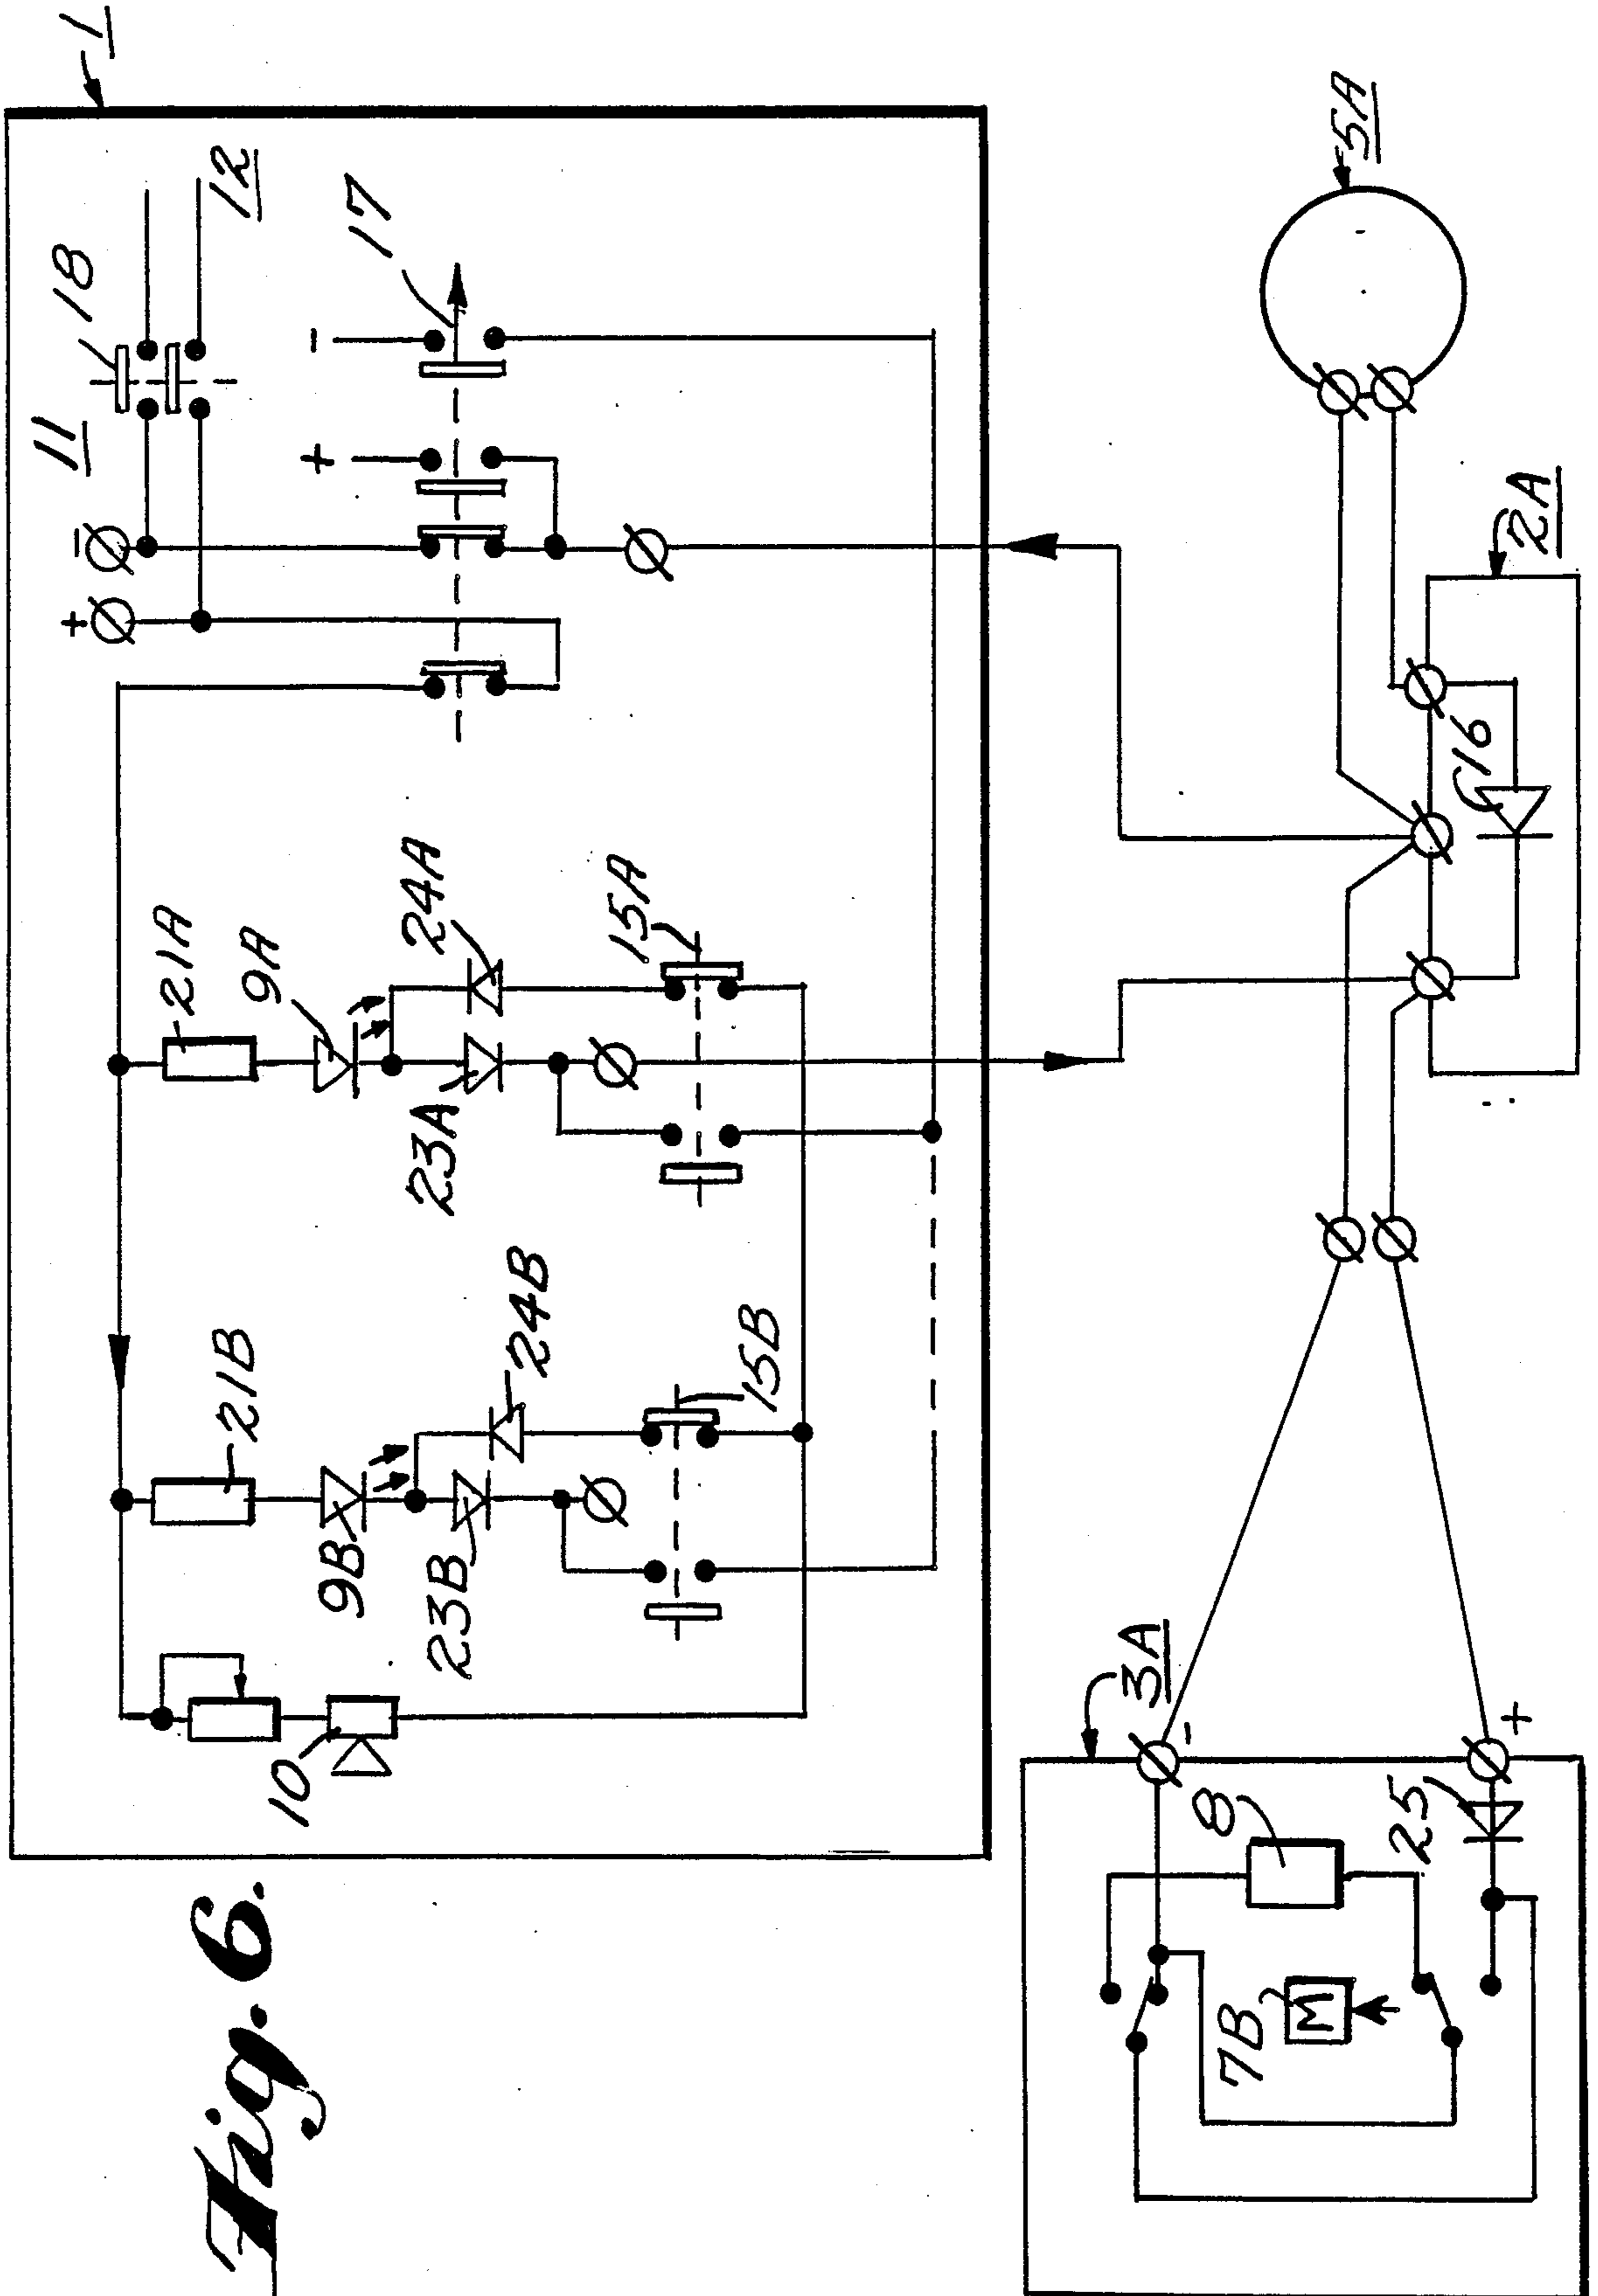 1
11
18
12
-
+
-
+
17
21A
9A
24A
23A
15A
21B
9B
24B
23B
15B
10
5A
2A
16
3A
-
+
8
25
7B
M
Fig. 6.